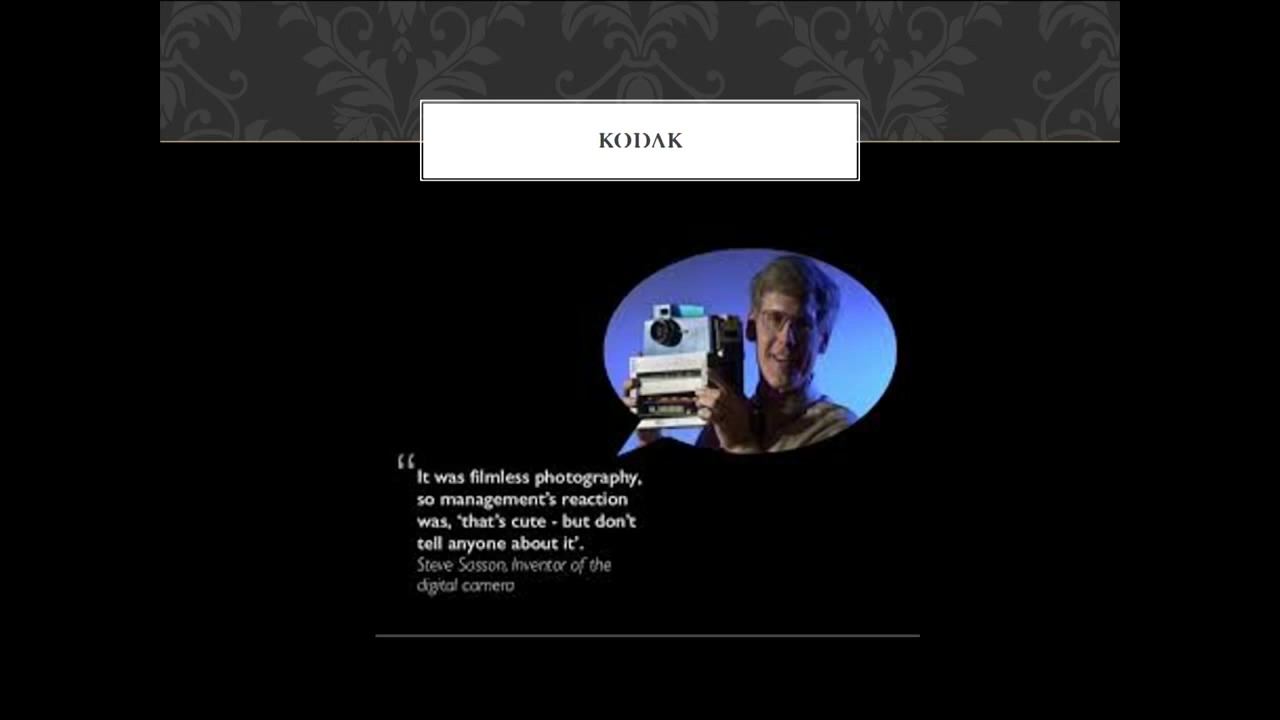 KODAK
“It was filmless photography,
so management's reaction
was, 'that's cute - but don't
tell anyone about it'.
Steve Sasson, Inventor of the
digital camera